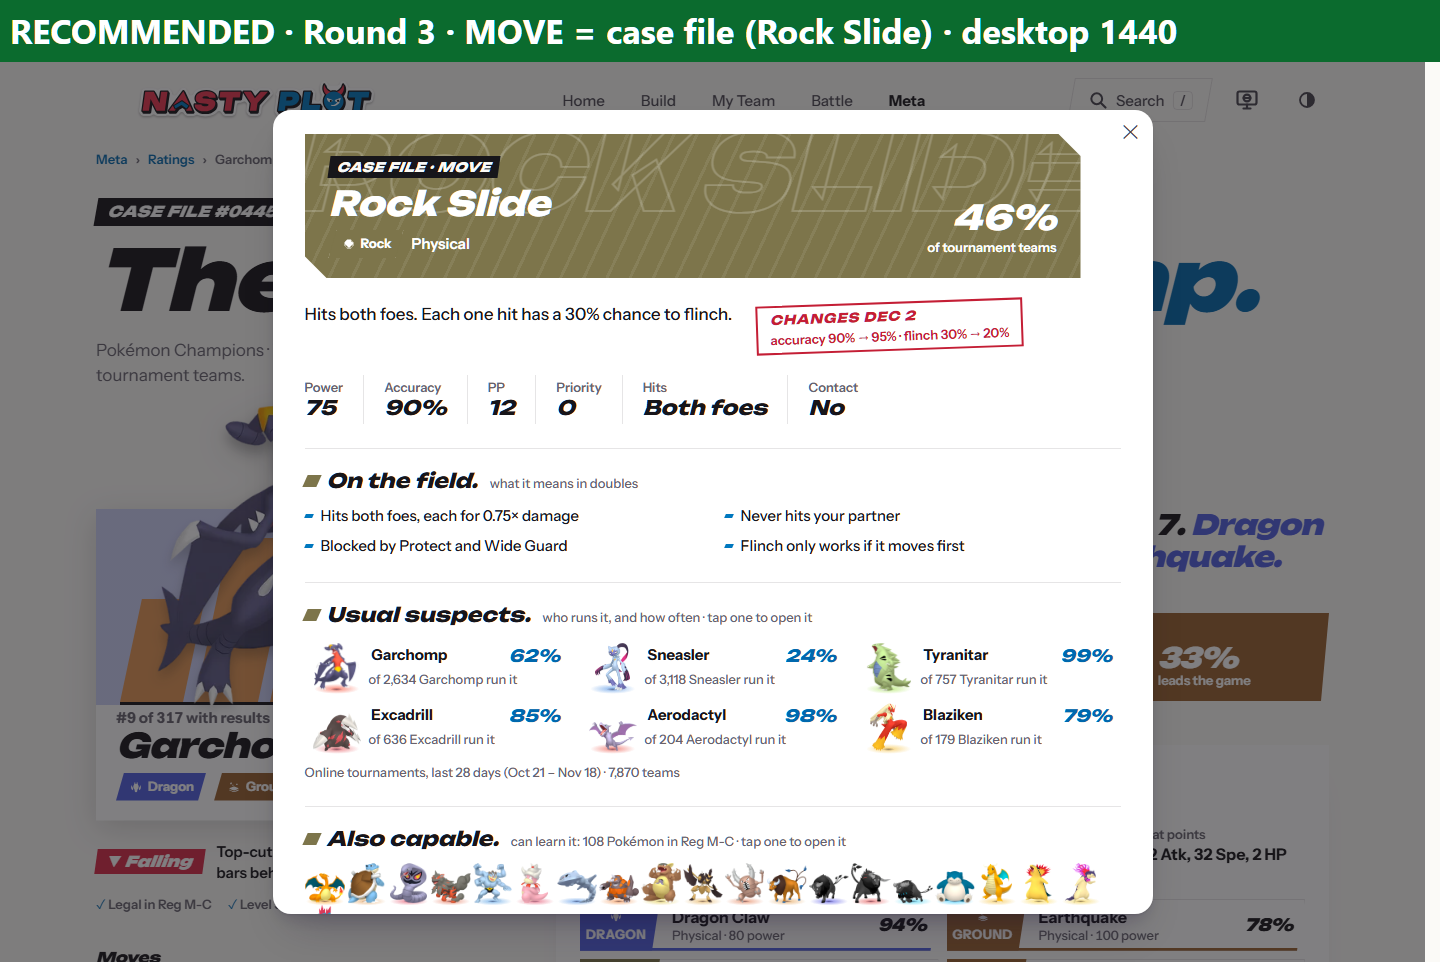 RECOMMENDED · Round 3 · MOVE = case file (Rock Slide) · desktop 1440
NASTY PLOT
Home Build My Team Battle Meta
Search /
Meta › Ratings › Garchom
CASE FILE #0445
The
p.
Pokémon Champions ·
tournament teams.
CASE FILE · MOVE
ROCK SLIDE
Rock Slide
Rock Physical
46%
of tournament teams
Hits both foes. Each one hit has a 30% chance to flinch.
CHANGES DEC 2
accuracy 90% → 95% · flinch 30% → 20%
Power Accuracy PP Priority Hits Contact
75 90% 12 0 Both foes No
On the field. what it means in doubles
Hits both foes, each for 0.75× damage
Never hits your partner
Blocked by Protect and Wide Guard
Flinch only works if it moves first
Usual suspects. who runs it, and how often · tap one to open it
Garchomp 62%
of 2,634 Garchomp run it
Sneasler 24%
of 3,118 Sneasler run it
Tyranitar 99%
of 757 Tyranitar run it
Excadrill 85%
of 636 Excadrill run it
Aerodactyl 98%
of 204 Aerodactyl run it
Blaziken 79%
of 179 Blaziken run it
Online tournaments, last 28 days (Oct 21 – Nov 18) · 7,870 teams
Also capable. can learn it: 108 Pokémon in Reg M-C · tap one to open it
7. Dragon
hquake.
33%
leads the game
#9 of 317 with results
Garcho
Dragon Grou
Falling
Top-cut
bars beh
✓ Legal in Reg M-C ✓ Level
Moves
at points
2 Atk, 32 Spe, 2 HP
Dragon Claw
DRAGON Physical · 80 power 94%
Earthquake
GROUND Physical · 100 power 78%